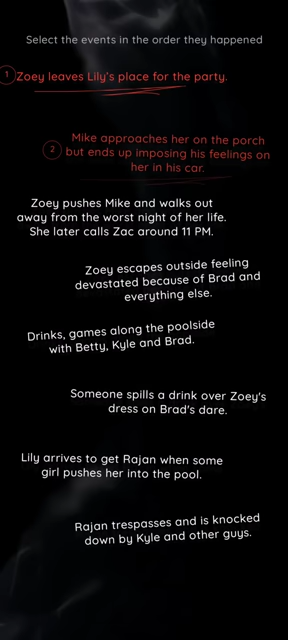 Select the events in the order they happened
1 Zoey leaves Lily's place for the party.
Mike approaches her on the porch
2 but ends up imposing his feelings on
her in his car.
Zoey pushes Mike and walks out
away from the worst night of her life.
She later calls Zac around 11 PM.
Zoey escapes outside feeling
devastated because of Brad and
everything else.
Drinks, games along the poolside
with Betty, Kyle and Brad.
Someone spills a drink over Zoey's
dress on Brad's dare.
Lily arrives to get Rajan when some
girl pushes her into the pool.
Rajan trespasses and is knocked
down by Kyle and other guys.